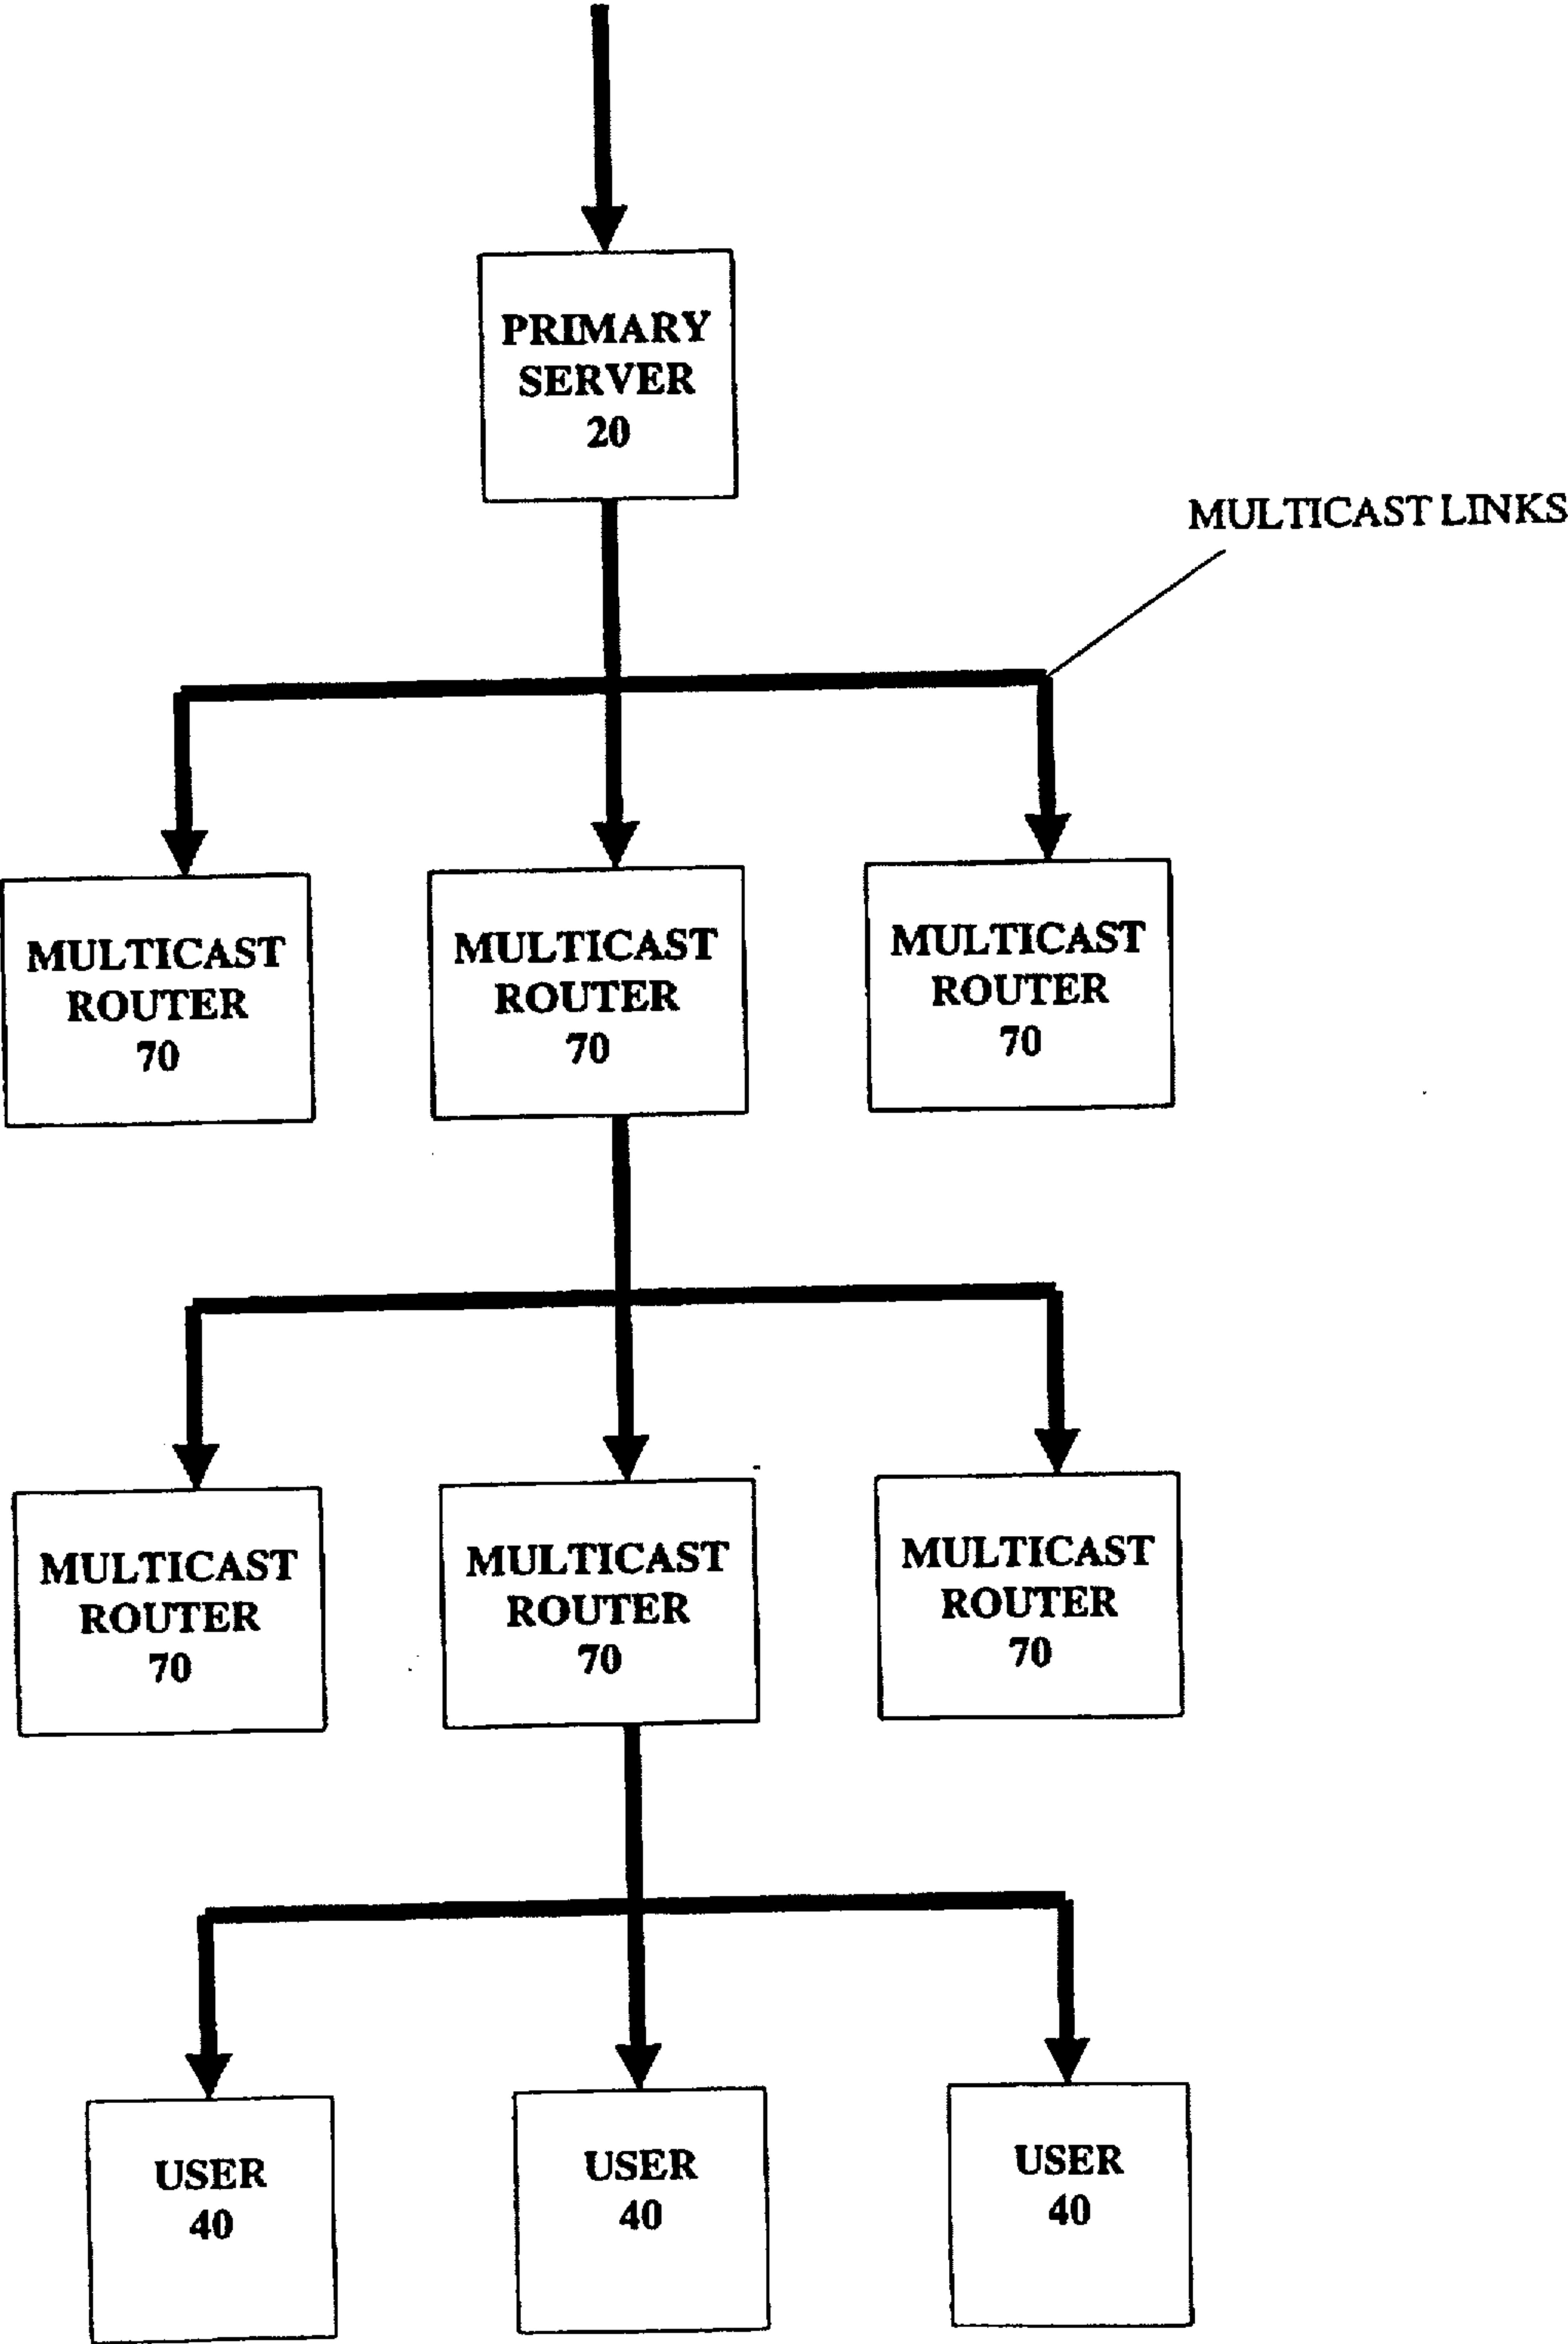 PRIMARY
SERVER
20
MULTICAST LINKS
MULTICAST
ROUTER
70
MULTICAST
ROUTER
70
MULTICAST
ROUTER
70
MULTICAST
ROUTER
70
MULTICAST
ROUTER
70
MULTICAST
ROUTER
70
USER
40
USER
40
USER
40